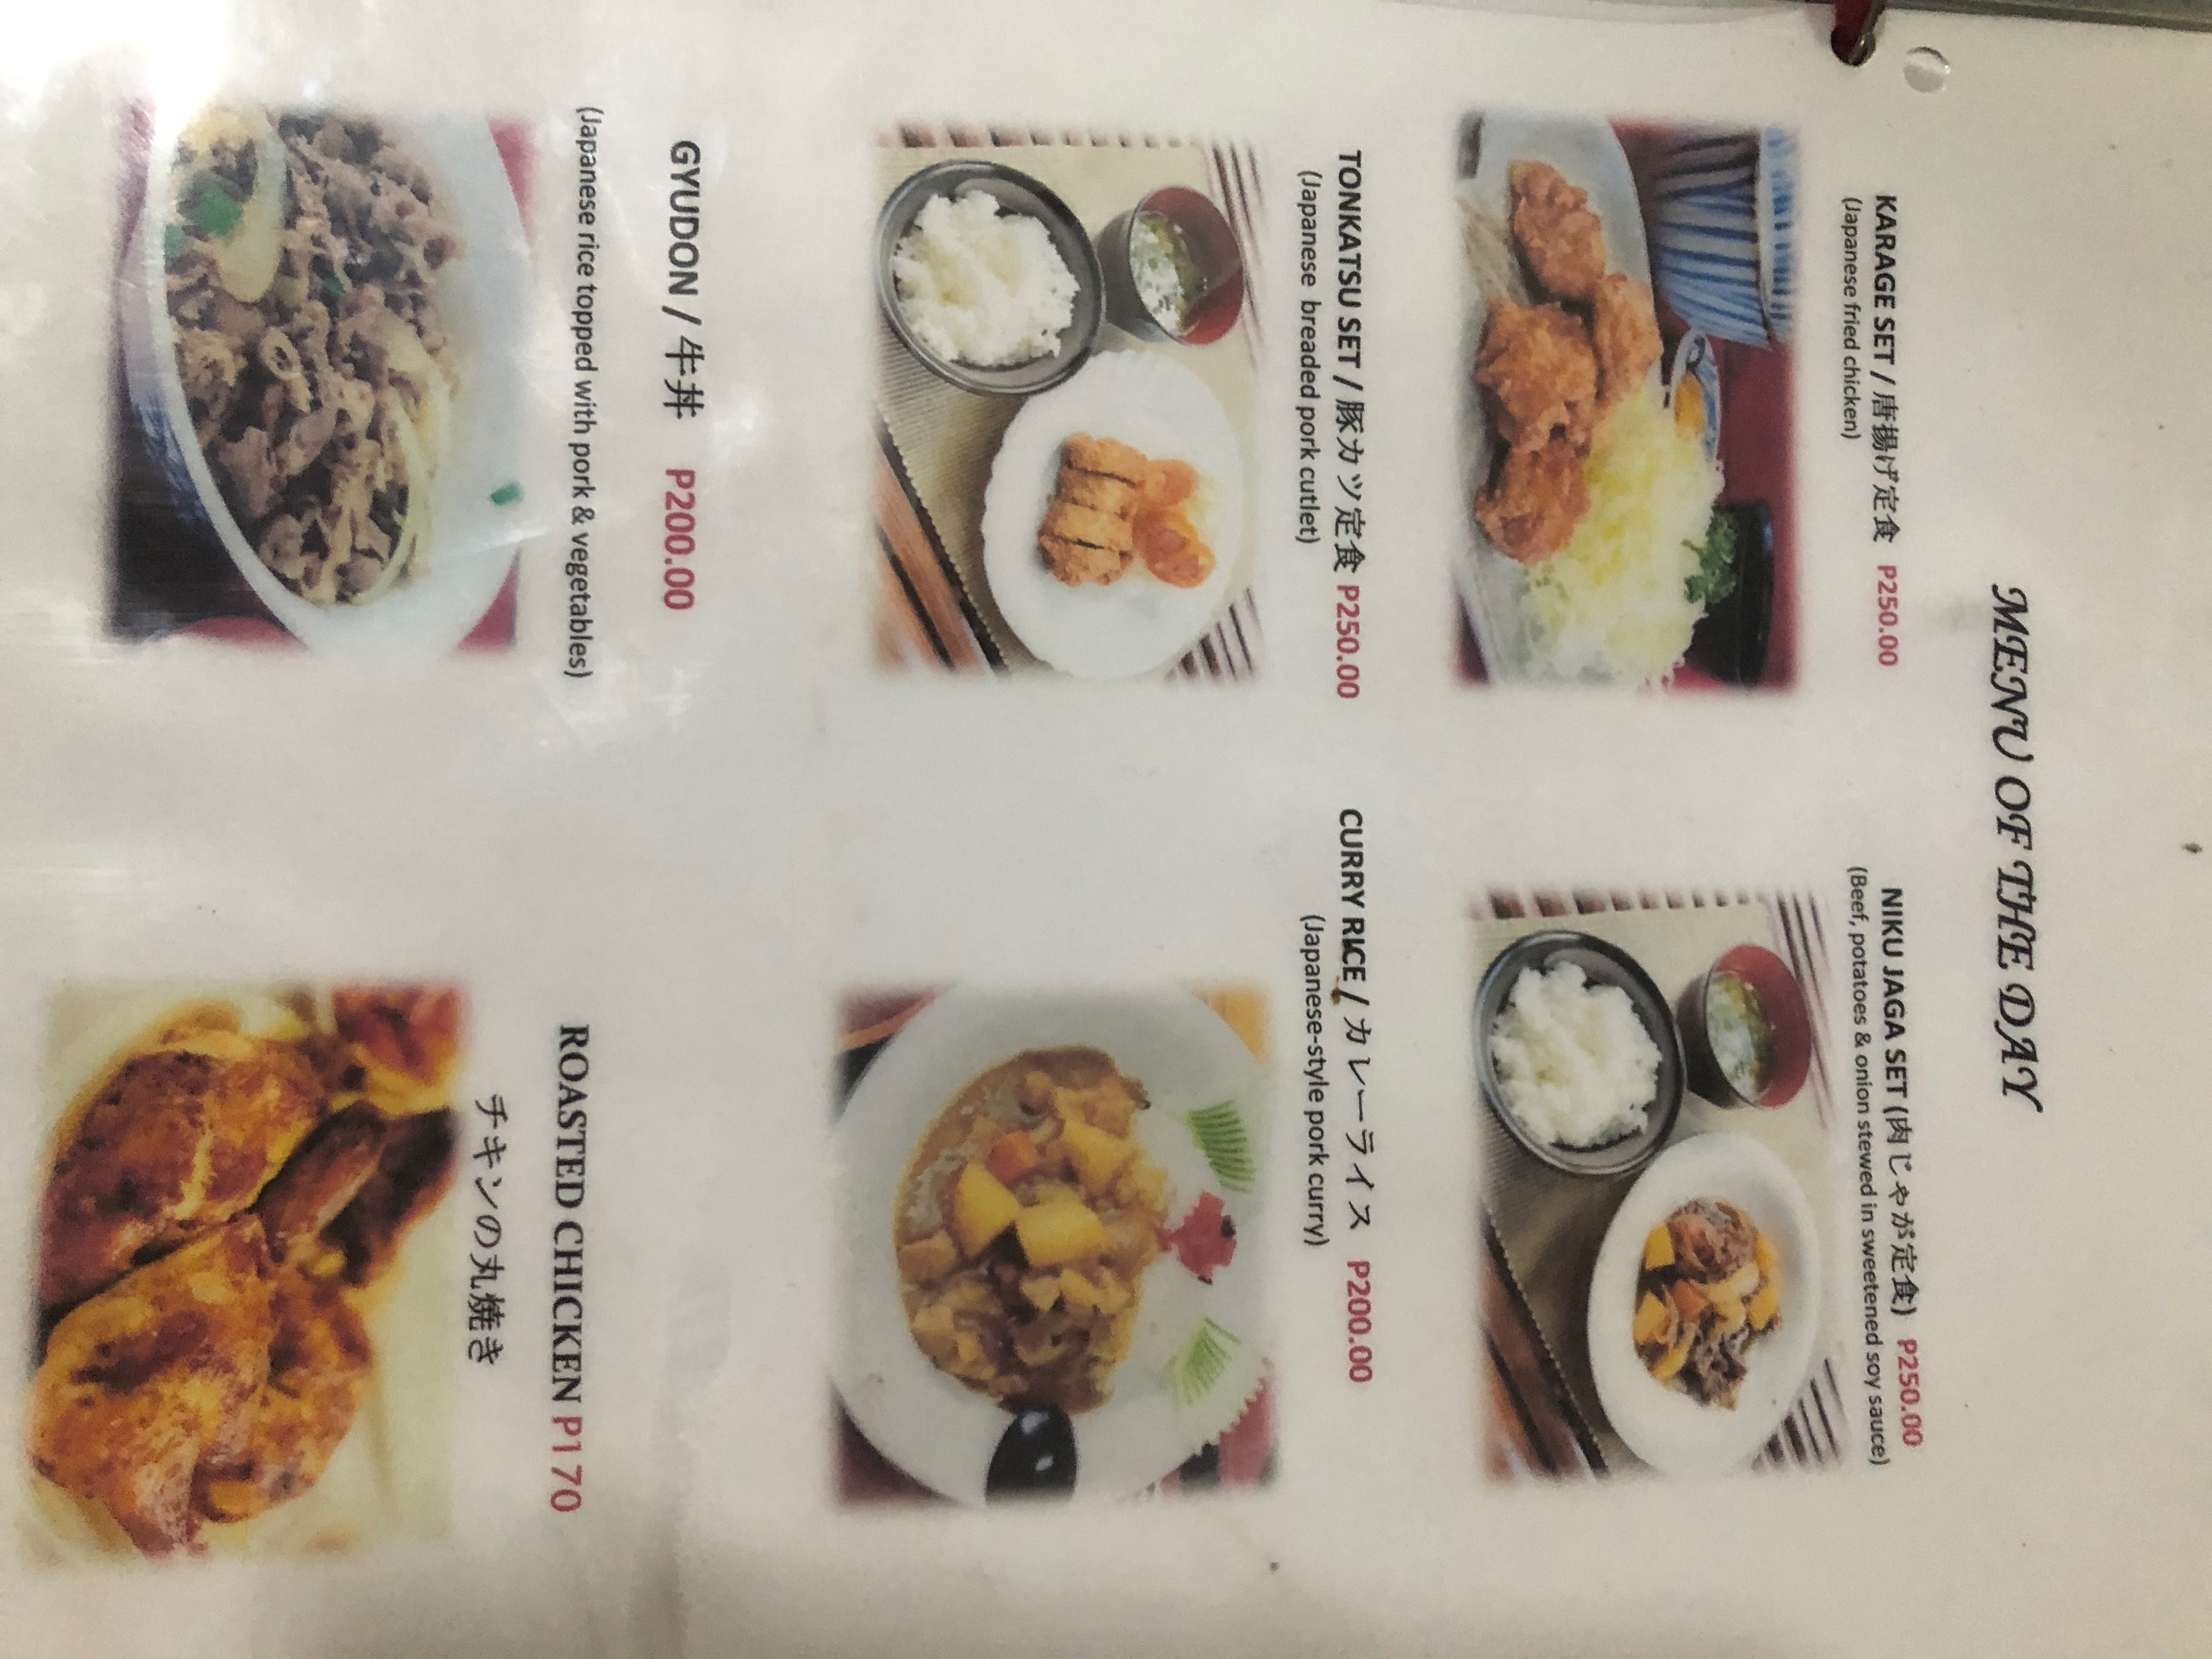 MENU OF THE DAY
KARAGE SET / 唐揚げ定食 P250.00
(Japanese fried chicken)
NIKU JAGA SET (肉じゃが定食) P250.00
(Beef, potatoes & onion stewed in sweetened soy sauce)
TONKATSU SET / 豚カツ定食 P250.00
(Japanese breaded pork cutlet)
CURRY RICE / カレーライス P200.00
(Japanese-style pork curry)
GYUDON / 牛丼 P200.00
(Japanese rice topped with pork & vegetables)
ROASTED CHICKEN P170
チキンの丸焼き